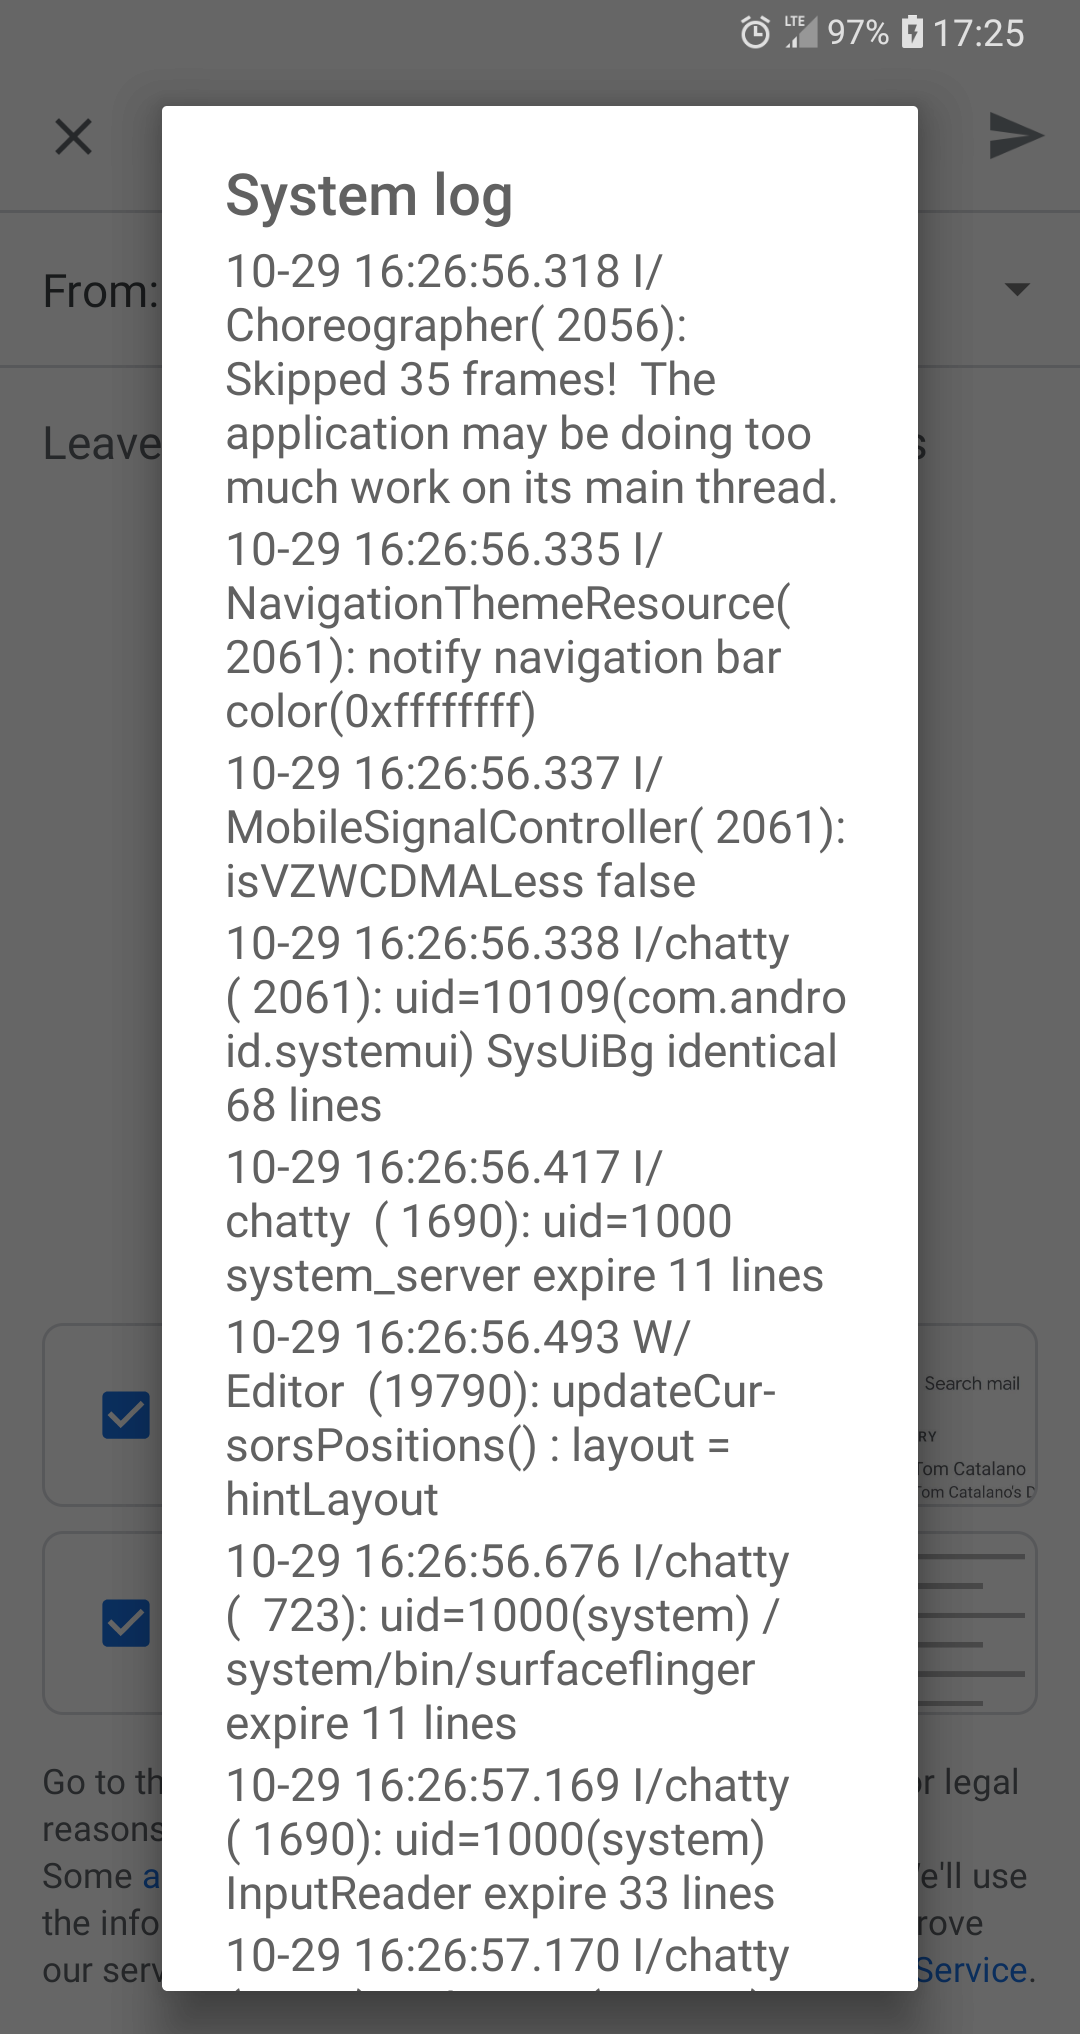 LTE 97% 17:25
System log
10-29 16:26:56.318 I/
Choreographer( 2056):
Skipped 35 frames!  The
application may be doing too
much work on its main thread.
10-29 16:26:56.335 I/
NavigationThemeResource(
2061): notify navigation bar
color(0xffffffff)
10-29 16:26:56.337 I/
MobileSignalController( 2061):
isVZWCDMALess false
10-29 16:26:56.338 I/chatty
( 2061): uid=10109(com.andro
id.systemui) SysUiBg identical
68 lines
10-29 16:26:56.417 I/
chatty  ( 1690): uid=1000
system_server expire 11 lines
10-29 16:26:56.493 W/
Editor  (19790): updateCur-
sorsPositions() : layout =
hintLayout
10-29 16:26:56.676 I/chatty
(  723): uid=1000(system) /
system/bin/surfaceflinger
expire 11 lines
10-29 16:26:57.169 I/chatty
( 1690): uid=1000(system)
InputReader expire 33 lines
10-29 16:26:57.170 I/chatty
From:
Leave
Search mail
RY
Tom Catalano
Tom Catalano's D
Go to th
or legal
reasons
Some a
e'll use
the info
rove
our serv
Service.